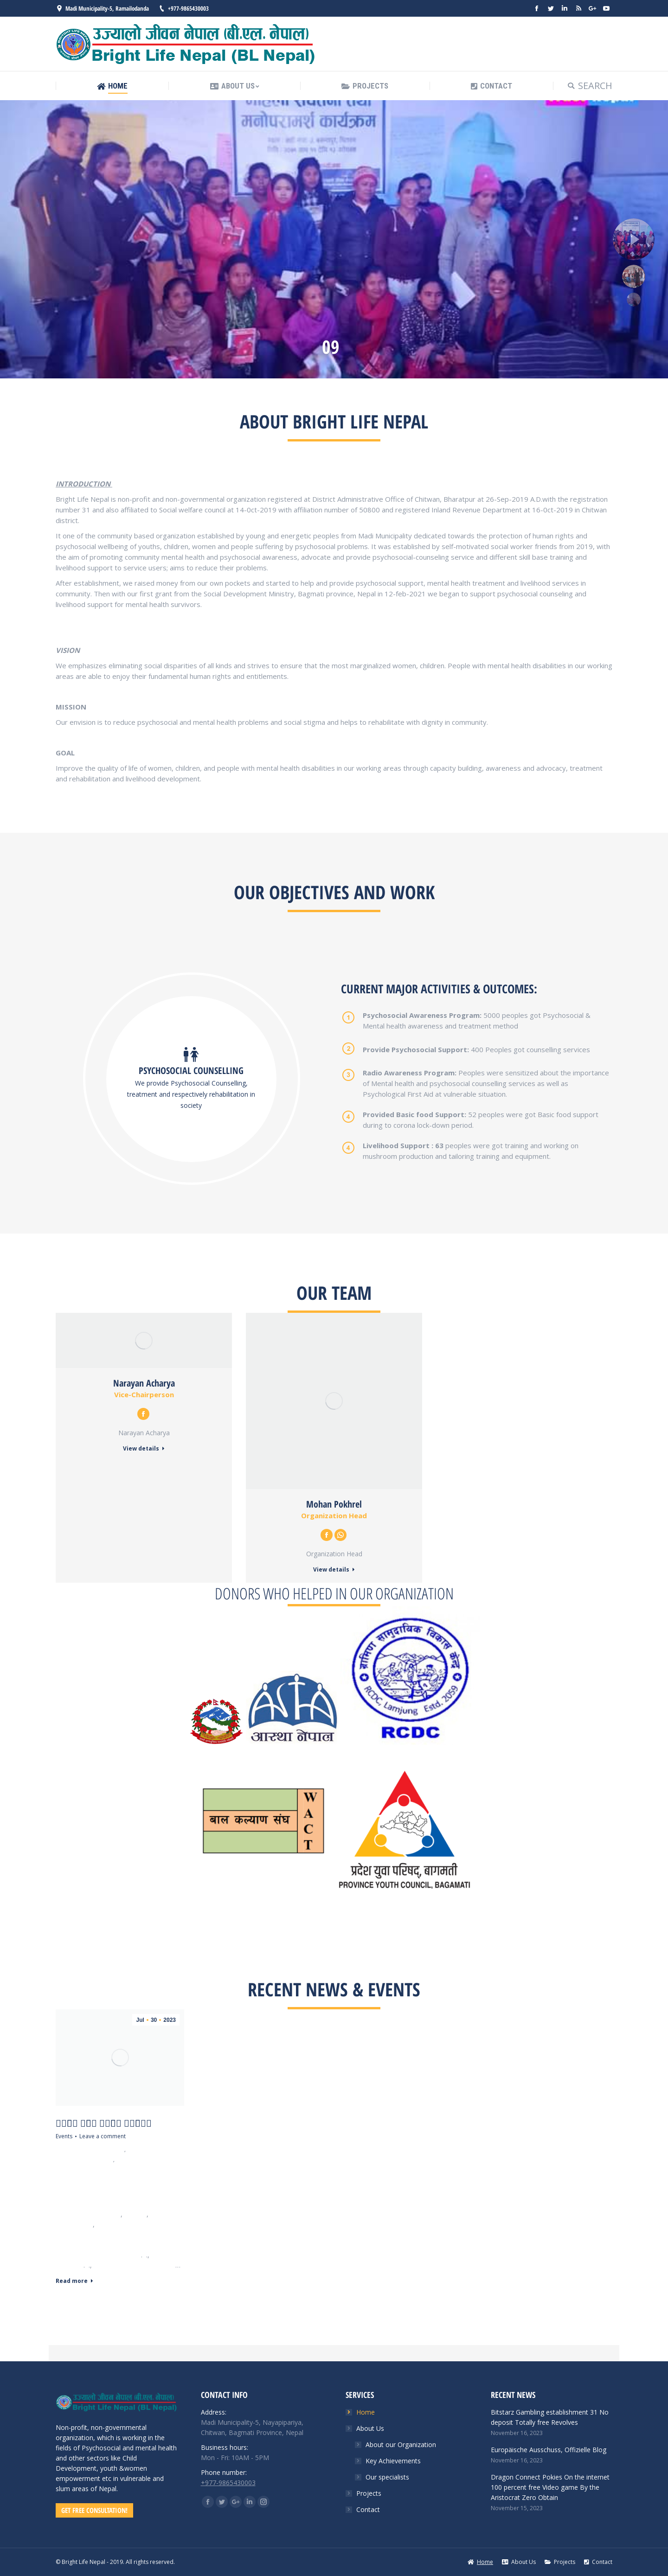 Madi Municipality-5, Ramailodanda
+977-9865430003
उज्यालो जीवन नेपाल (बी.एल. नेपाल)
Bright Life Nepal (BL Nepal)
HOME
ABOUT US
PROJECTS
CONTACT
SEARCH
मनोपरामर्श कार्यक्रम
09
ABOUT BRIGHT LIFE NEPAL
INTRODUCTION
Bright Life Nepal is non-profit and non-governmental organization registered at District Administrative Office of Chitwan, Bharatpur at 26-Sep-2019 A.D.with the registration
number 31 and also affiliated to Social welfare council at 14-0ct-2019 with affiliation number of 50800 and registered Inland Revenue Department at 16-Oct-2019 in Chitwan
district.
It one of the community based organization established by young and energetic peoples from Madi Municipality dedicated towards the protection of human rights and
psychosocial wellbeing of youths, children, women and people suffering by psychosocial problems. It was established by self-motivated social worker friends from 2019, with
the aim of promoting community mental health and psychosocial awareness, advocate and provide psychosocial-counseling service and different skill base training and
livelihood support to service users; aims to reduce their problems.
After establishment, we raised money from our own pockets and started to help and provide psychosocial support, mental health treatment and livelihood services in
community. Then with our first grant from the Social Development Ministry, Bagmati province, Nepal in 12-feb-2021 we began to support psychosocial counseling and
livelihood support for mental health survivors.
VISION
We emphasizes eliminating social disparities of all kinds and strives to ensure that the most marginalized women, children. People with mental health disabilities in our working
areas are able to enjoy their fundamental human rights and entitlements.
MISSION
Our envision is to reduce psychosocial and mental health problems and social stigma and helps to rehabilitate with dignity in community.
GOAL
Improve the quality of life of women, children, and people with mental health disabilities in our working areas through capacity building, awareness and advocacy, treatment
and rehabilitation and livelihood development.
OUR OBJECTIVES AND WORK
PSYCHOSOCIAL COUNSELLING
We provide Psychosocial Counselling,
treatment and respectively rehabilitation in
society
CURRENT MAJOR ACTIVITIES & OUTCOMES:
1 Psychosocial Awareness Program: 5000 peoples got Psychosocial &
Mental health awareness and treatment method
2 Provide Psychosocial Support: 400 Peoples got counselling services
3 Radio Awareness Program: Peoples were sensitized about the importance
of Mental health and psychosocial counselling services as well as
Psychological First Aid at vulnerable situation.
4 Provided Basic food Support: 52 peoples were got Basic food support
during to corona lock-down period.
4 Livelihood Support : 63 peoples were got training and working on
mushroom production and tailoring training and equipment.
OUR TEAM
Narayan Acharya
Vice-Chairperson
Narayan Acharya
View details
Mohan Pokhrel
Organization Head
Organization Head
View details
DONORS WHO HELPED IN OUR ORGANIZATION
आस्था नेपाल
ग्रामिण सामुदायिक विकास केन्द्र
RCDC, Lamjung Estd. 2059
RCDC
बाल कल्याण संघ
WACT
प्रदेश युवा परिषद्, बागमती
PROVINCE YOUTH COUNCIL, BAGAMATI
RECENT NEWS & EVENTS
Jul - 30 - 2023
Events • Leave a comment
Read more
उज्यालो जीवन नेपाल (बी.एल. नेपाल)
Bright Life Nepal (BL Nepal)
Non-profit, non-governmental
organization, which is working in the
fields of Psychosocial and mental health
and other sectors like Child
Development, youth &women
empowerment etc in vulnerable and
slum areas of Nepal.
GET FREE CONSULTATION!
CONTACT INFO
Address:
Madi Municipality-5, Nayapipariya,
Chitwan, Bagmati Province, Nepal
Business hours:
Mon - Fri: 10AM - 5PM
Phone number:
+977-9865430003
SERVICES
Home
About Us
About our Organization
Key Achievements
Our specialists
Projects
Contact
RECENT NEWS
Bitstarz Gambling establishment 31 No
deposit Totally free Revolves
November 16, 2023
Europäische Ausschuss, Offizielle Blog
November 16, 2023
Dragon Connect Pokies On the internet
100 percent free Video game By the
Aristocrat Zero Obtain
November 15, 2023
© Bright Life Nepal - 2019. All rights reserved.
Home
About Us
Projects
Contact